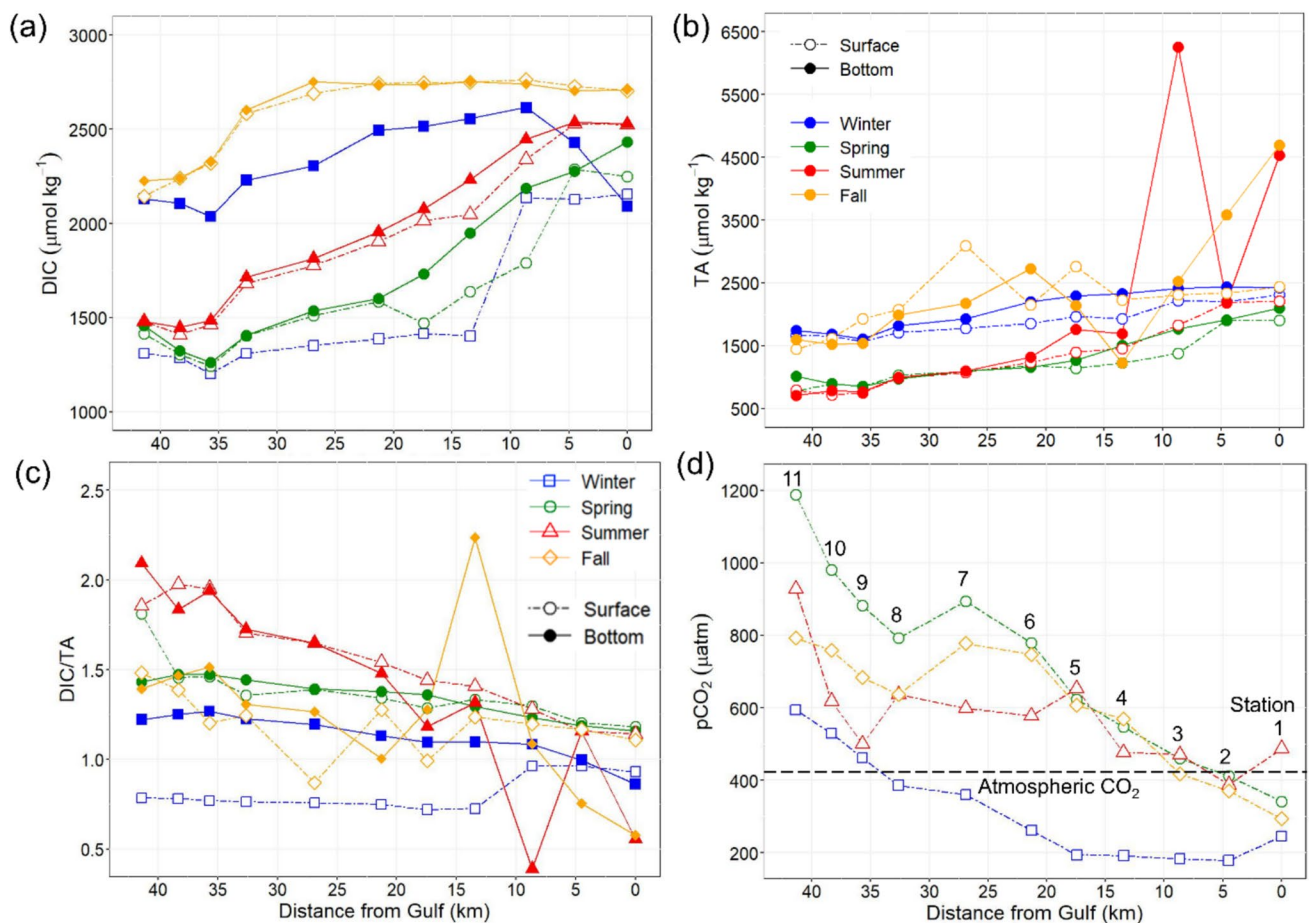 (a)
DIC (μmol kg⁻¹)
3000
2500
2000
1500
1000
40 35 30 25 20 15 10 5 0
(b)
TA (μmol kg⁻¹)
6500
5500
4500
3500
2500
1500
500
Surface
Bottom
Winter
Spring
Summer
Fall
40 35 30 25 20 15 10 5 0
(c)
DIC/TA
2.5
2.0
1.5
1.0
0.5
Winter
Spring
Summer
Fall
Surface
Bottom
40 35 30 25 20 15 10 5 0
Distance from Gulf (km)
(d)
pCO₂ (μatm)
1200
1000
800
600
400
200
11
10
9
8
7
6
5
4
3
2
Station
1
Atmospheric CO₂
40 35 30 25 20 15 10 5 0
Distance from Gulf (km)